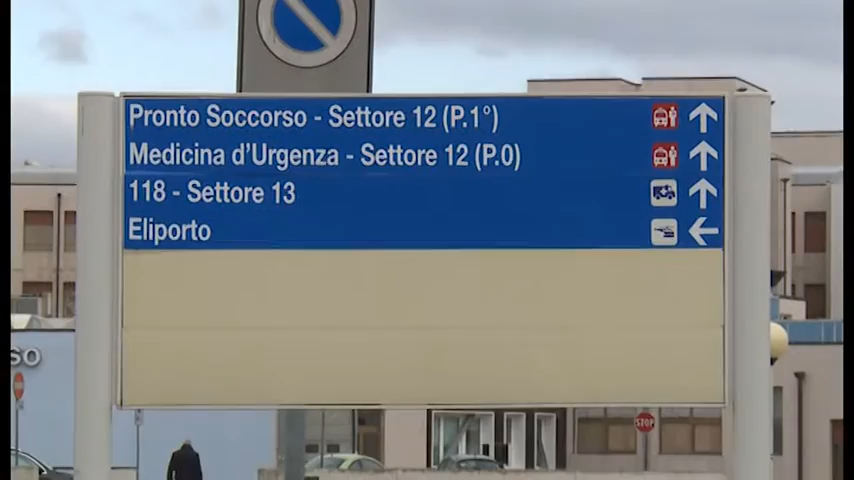 Pronto Soccorso - Settore 12 (P.1°)
Medicina d'Urgenza - Settore 12 (P.0)
118 - Settore 13
Eliporto
SO
STOP